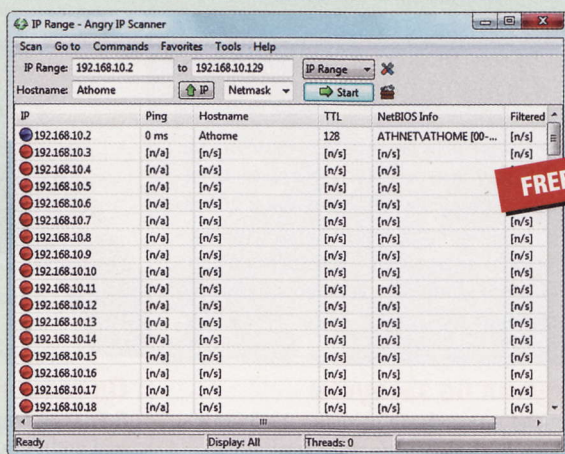 IP Range - Angry IP Scanner
Scan Go to Commands Favorites Tools Help
IP Range: 192.168.10.2 to 192.168.10.129 IP Range
Hostname: Athome IP Netmask Start
IP Ping Hostname TTL NetBIOS Info Filtered
192.168.10.2 0 ms Athome 128 ATHNET\ATHOME [00-... [n/s]
192.168.10.3 [n/a] [n/s] [n/s] [n/s] [n/s]
192.168.10.4 [n/a] [n/s] [n/s] [n/s]
192.168.10.5 [n/a] [n/s] [n/s] [n/s]
FREE
192.168.10.6 [n/a] [n/s] [n/s] [n/s]
192.168.10.7 [n/a] [n/s] [n/s] [n/s] [n/s]
192.168.10.8 [n/a] [n/s] [n/s] [n/s] [n/s]
192.168.10.9 [n/a] [n/s] [n/s] [n/s] [n/s]
192.168.10.10 [n/a] [n/s] [n/s] [n/s] [n/s]
192.168.10.11 [n/a] [n/s] [n/s] [n/s] [n/s]
192.168.10.12 [n/a] [n/s] [n/s] [n/s] [n/s]
192.168.10.13 [n/a] [n/s] [n/s] [n/s] [n/s]
192.168.10.14 [n/a] [n/s] [n/s] [n/s] [n/s]
192.168.10.15 [n/a] [n/s] [n/s] [n/s] [n/s]
192.168.10.16 [n/a] [n/s] [n/s] [n/s] [n/s]
192.168.10.17 [n/a] [n/s] [n/s] [n/s] [n/s]
192.168.10.18 [n/a] [n/s] [n/s] [n/s] [n/s]
Ready Display: All Threads: 0